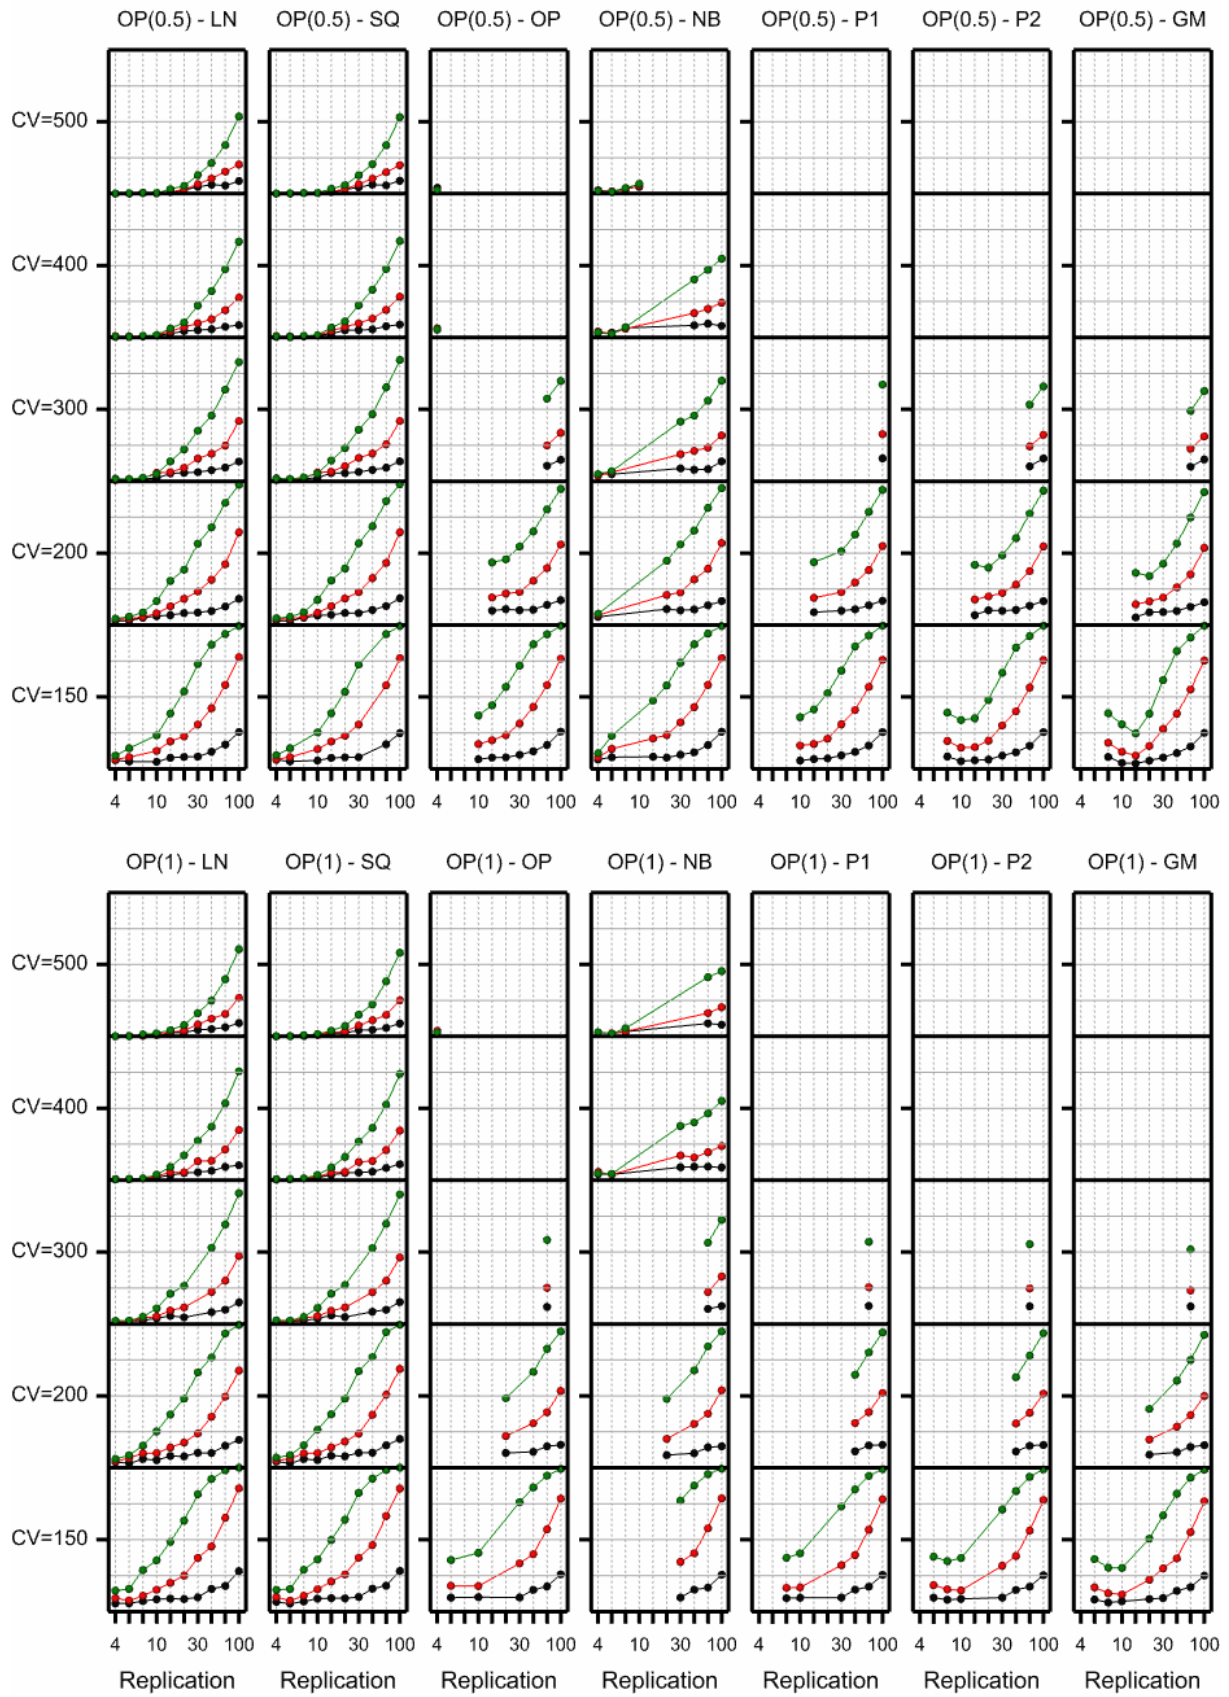 OP(0.5) - LN OP(0.5) - SQ OP(0.5) - OP OP(0.5) - NB OP(0.5) - P1 OP(0.5) - P2 OP(0.5) - GM
CV=500
CV=400
CV=300
CV=200
CV=150
4 10 30 100 4 10 30 100 4 10 30 100 4 10 30 100 4 10 30 100 4 10 30 100 4 10 30 100
OP(1) - LN OP(1) - SQ OP(1) - OP OP(1) - NB OP(1) - P1 OP(1) - P2 OP(1) - GM
CV=500
CV=400
CV=300
CV=200
CV=150
4 10 30 100 4 10 30 100 4 10 30 100 4 10 30 100 4 10 30 100 4 10 30 100 4 10 30 100
Replication Replication Replication Replication Replication Replication Replication